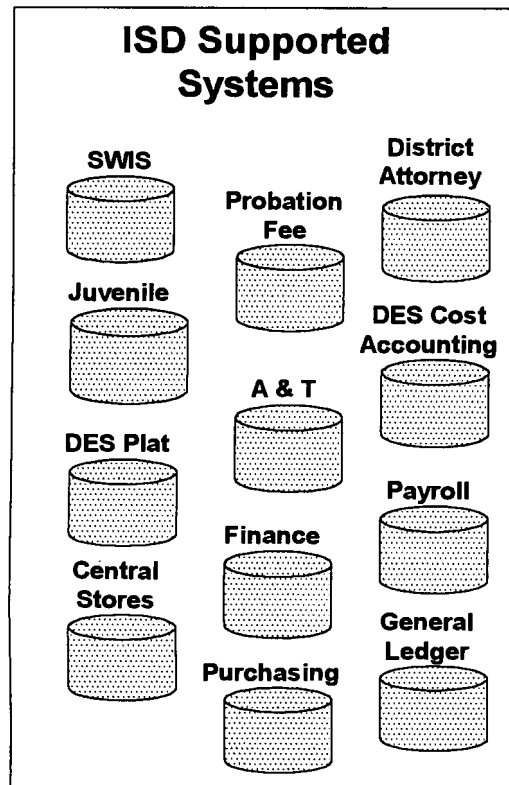 ISD Supported
Systems
SWIS
District
Attorney
Probation
Fee
Juvenile
DES Cost
Accounting
A & T
DES Plat
Payroll
Finance
Central
Stores
General
Ledger
Purchasing